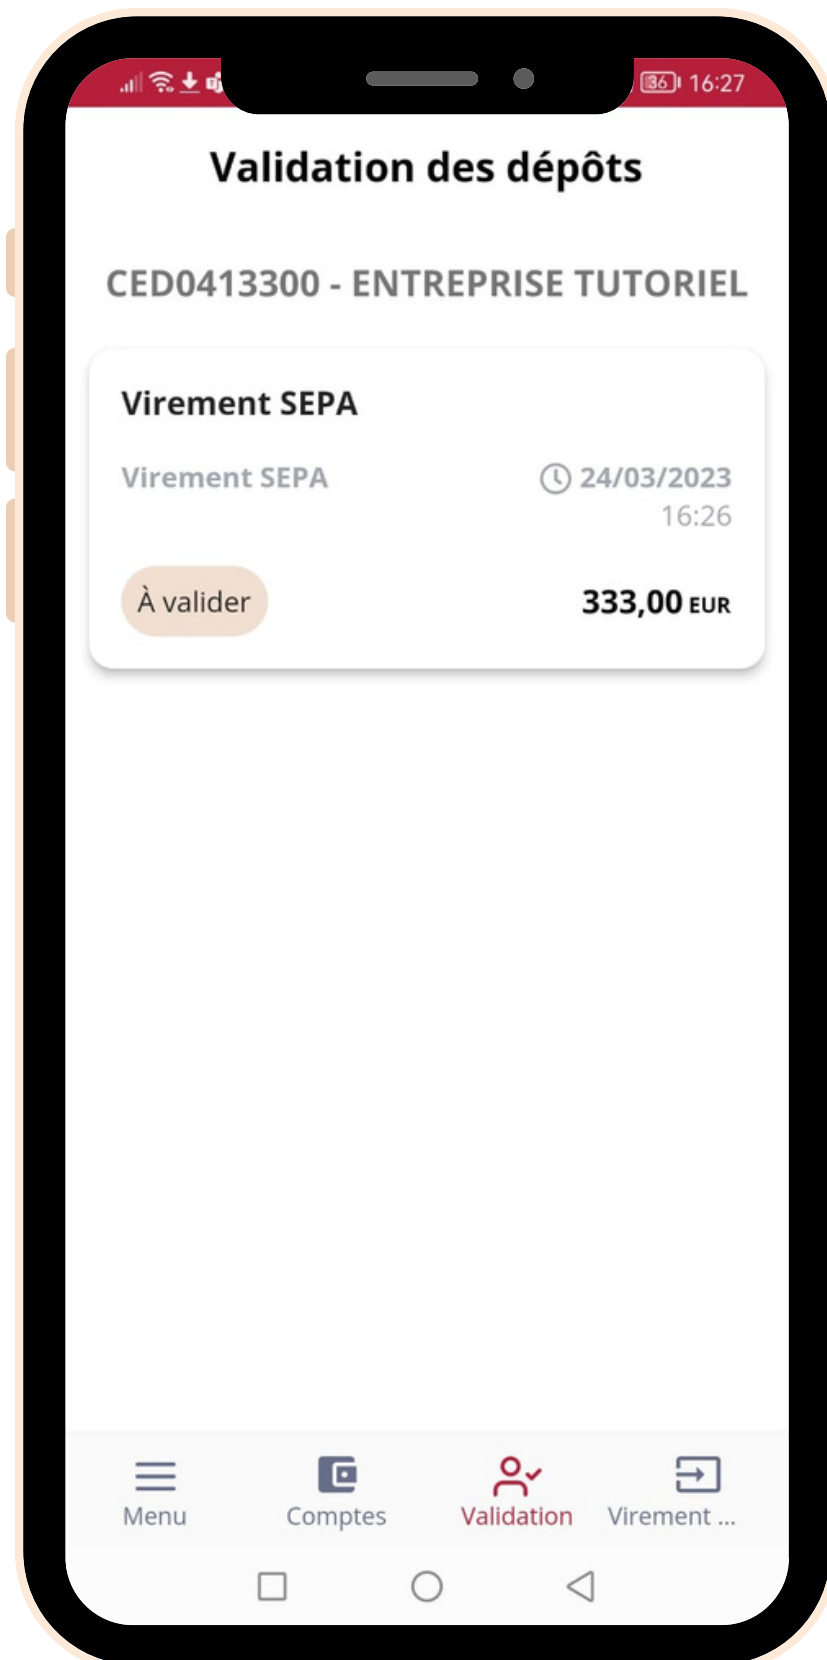 36 16:27
Validation des dépôts
CED0413300 - ENTREPRISE TUTORIEL
Virement SEPA
Virement SEPA 24/03/2023
16:26
À valider 333,00 EUR
Menu Comptes Validation Virement ...